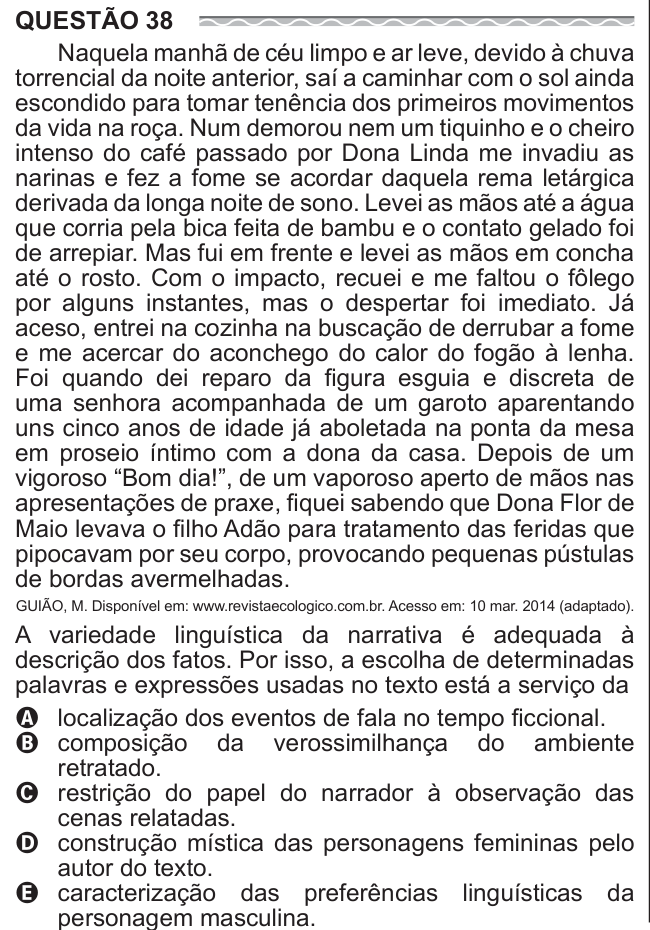 QUESTÃO 38
Naquela manhã de céu limpo e ar leve, devido à chuva
torrencial da noite anterior, saí a caminhar com o sol ainda
escondido para tomar tenência dos primeiros movimentos
da vida na roça. Num demorou nem um tiquinho e o cheiro
intenso do café passado por Dona Linda me invadiu as
narinas e fez a fome se acordar daquela rema letárgica
derivada da longa noite de sono. Levei as mãos até a água
que corria pela bica feita de bambu e o contato gelado foi
de arrepiar. Mas fui em frente e levei as mãos em concha
até o rosto. Com o impacto, recuei e me faltou o fôlego
por alguns instantes, mas o despertar foi imediato. Já
aceso, entrei na cozinha na buscação de derrubar a fome
e me acercar do aconchego do calor do fogão à lenha.
Foi quando dei reparo da figura esguia e discreta de
uma senhora acompanhada de um garoto aparentando
uns cinco anos de idade já aboletada na ponta da mesa
em proseio íntimo com a dona da casa. Depois de um
vigoroso “Bom dia!”, de um vaporoso aperto de mãos nas
apresentações de praxe, fiquei sabendo que Dona Flor de
Maio levava o filho Adão para tratamento das feridas que
pipocavam por seu corpo, provocando pequenas pústulas
de bordas avermelhadas.
GUIÃO, M. Disponível em: www.revistaecologico.com.br. Acesso em: 10 mar. 2014 (adaptado).
A variedade linguística da narrativa é adequada à
descrição dos fatos. Por isso, a escolha de determinadas
palavras e expressões usadas no texto está a serviço da
A localização dos eventos de fala no tempo ficcional.
B composição da verossimilhança do ambiente
retratado.
C restrição do papel do narrador à observação das
cenas relatadas.
D construção mística das personagens femininas pelo
autor do texto.
E caracterização das preferências linguísticas da
personagem masculina.